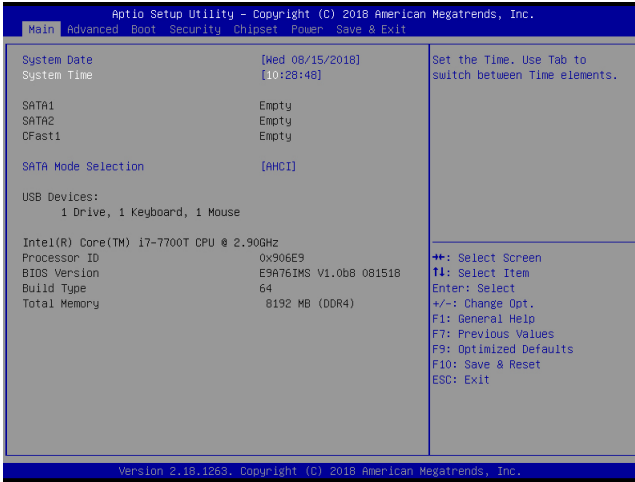 Aptio Setup Utility – Copyright (C) 2018 American Megatrends, Inc.
Main Advanced Boot Security Chipset Power Save & Exit
System Date [Wed 08/15/2018]
System Time [10:28:48]
SATA1 Empty
SATA2 Empty
CFast1 Empty
SATA Mode Selection [AHCI]
USB Devices:
1 Drive, 1 Keyboard, 1 Mouse
Intel(R) Core(TM) i7-7700T CPU @ 2.90GHz
Processor ID 0x906E9
BIOS Version E9A76IMS V1.0b8 081518
Build Type 64
Total Memory 8192 MB (DDR4)
Set the Time. Use Tab to
switch between Time elements.
→←: Select Screen
↑↓: Select Item
Enter: Select
+/-: Change Opt.
F1: General Help
F7: Previous Values
F9: Optimized Defaults
F10: Save & Reset
ESC: Exit
Version 2.18.1263. Copyright (C) 2018 American Megatrends, Inc.